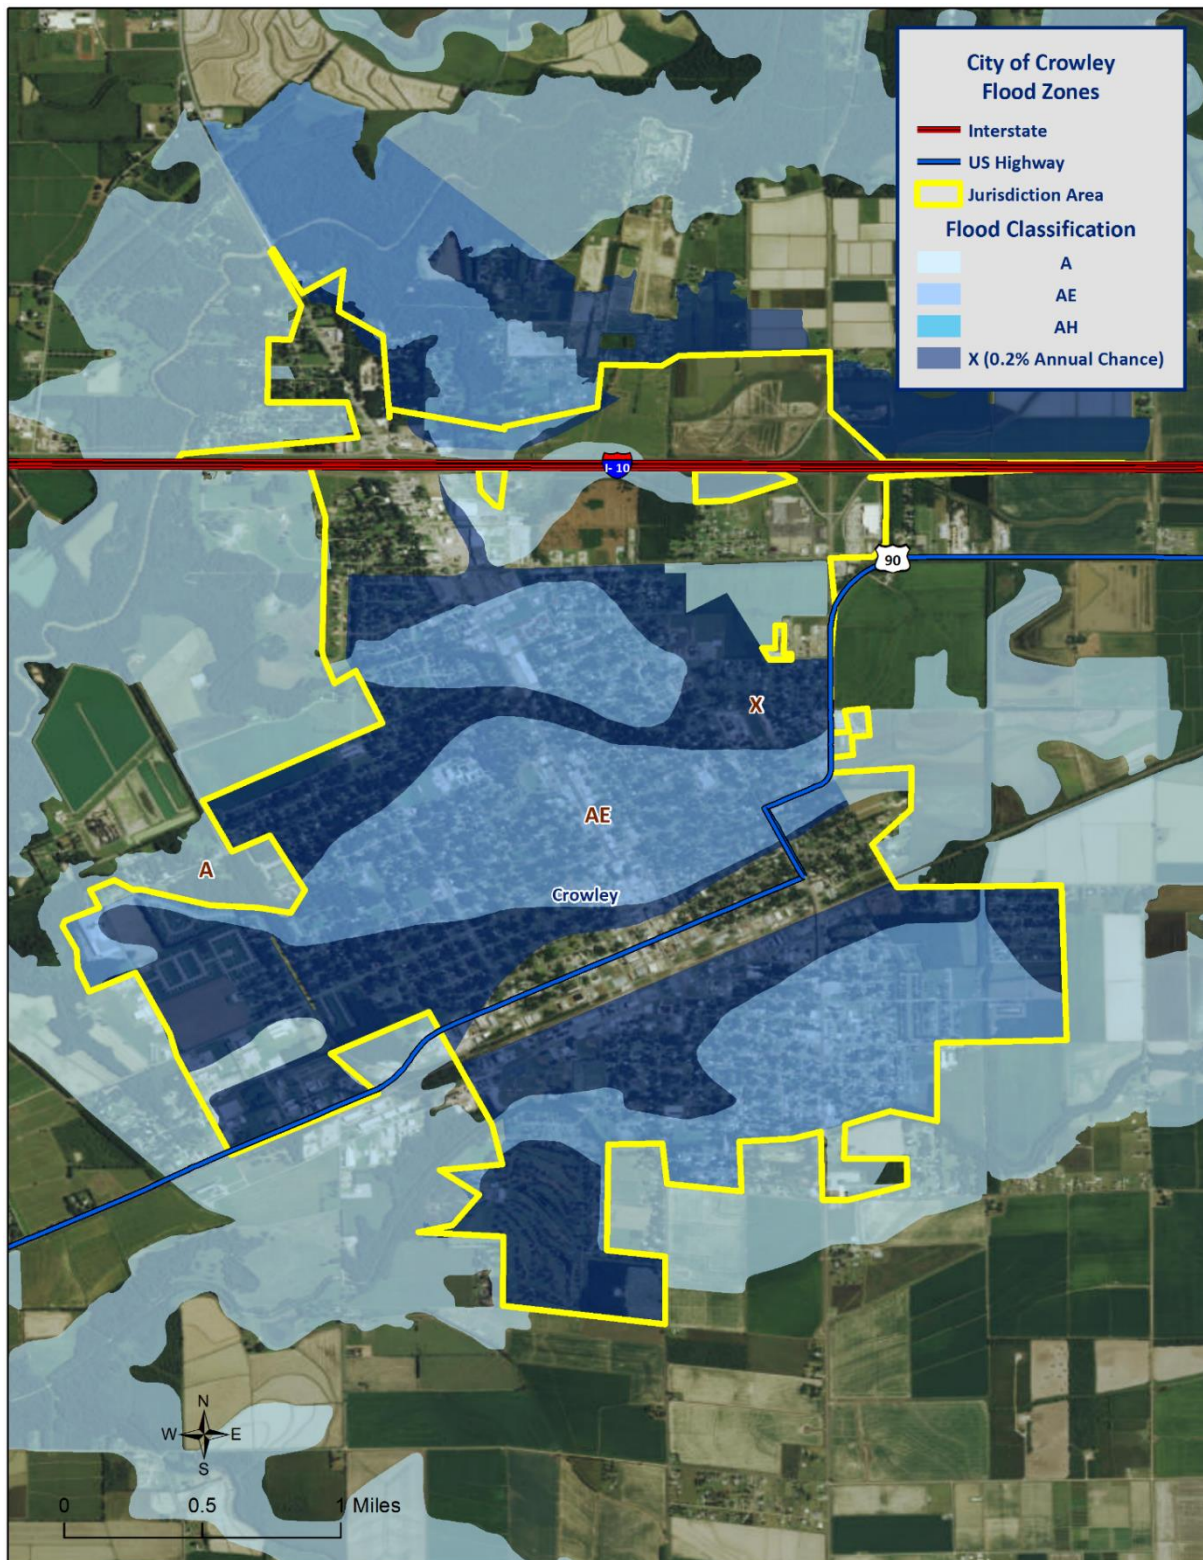 City of Crowley
Flood Zones
Interstate
US Highway
Jurisdiction Area
Flood Classification
A
AE
AH
X (0.2% Annual Chance)
I-10
90
X
AE
A
Crowley
N
W E
S
0 0.5 1 Miles